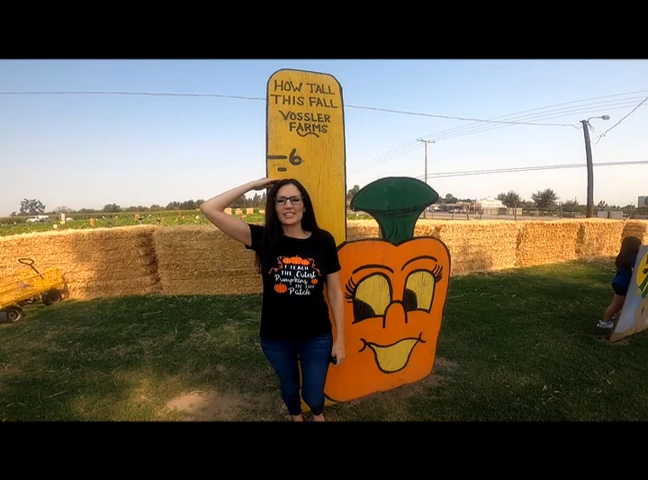 HOW TALL
THIS FALL
VOSSLER
FARMS
6
I TEACH
THE Cutest
Pumpkins
IN THE
Patch